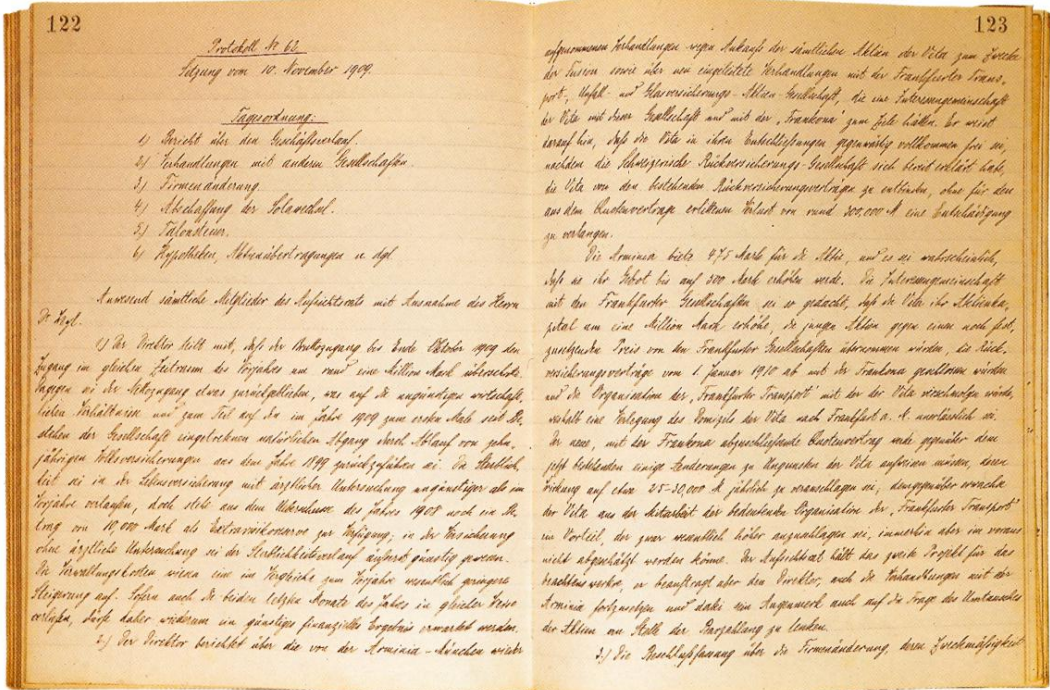 122
Protokoll Nr 62
Sitzung vom 10. November 1909.
Tagesordnung:
1) Bericht über den Geschäftsverlauf.
2) Verhandlungen mit anderen Gesellschaften.
3) Firmenänderung.
4) Abschaffung der Solawechsel.
5) Talonsteuer.
6) Hypotheken, Aktienübertragungen u. dgl
Anwesend sämtliche Mitglieder des Aufsichtsrats mit Ausnahme des Herrn
Dr
1) Der Direktor teilt mit, daß der Bruttozugang bis Ende Oktober 1909 den
Zugang im gleichen Zeitraum des Vorjahres um rund eine Million Mark überschritt.
Dagegen sei der Nettozugang etwas zurückgeblieben, was auf die ungünstigen wirtschaft-
lichen Verhältnisse und zum Teil auf den im Jahre 1909 zum ersten Male seit Be-
stehen der Gesellschaft eingetretenen natürlichen Abgang durch Ablauf von zehn-
jährigen Volksversicherungen aus dem Jahre 1899 zurückzuführen sei. Die Sterblich-
keit sei in der Lebensversicherung mit ärztlicher Untersuchung ungünstiger als im
Vorjahre verlaufen, doch stehe aus dem Ueberschusse des Jahres 1908 noch ein Be-
trag von 10,000 Mark als Extrarisikoreserve zur Verfügung; in der Versicherung
ohne ärztliche Untersuchung sei der Sterblichkeitsverlauf äußerst günstig gewesen.
Die Verwaltungskosten wiesen eine im Vergleiche zum Vorjahre wesentlich geringere
Steigerung auf. Sofern auch die beiden letzten Monate des Jahres in gleicher Weise
verliefen, dürfe daher wiederum ein günstiges finanzielles Ergebnis erwartet werden.
2) Der Direktor berichtet über die von der Arminia-München wieder
123
aufgenommenen Verhandlungen wegen Ankaufs der sämtlichen Aktien der Vita zum Zwecke
der Fusion sowie über neu eingeleitete Verhandlungen mit der Frankfurter Trans-
port-, Unfall- und Glasversicherungs-Aktien-Gesellschaft, die eine Interessengemeinschaft
der Vita mit dieser Gesellschaft und mit der "Frankona" zum Ziele hätten. Er weist
darauf hin, daß die Vita in ihren Entschließungen gegenwärtig vollkommen frei sei,
nachdem die Schweizerische Rückversicherungs-Gesellschaft sich bereit erklärt habe,
die Vita von den bestehenden Rückversicherungsverträgen zu entbinden, ohne für den
aus dem Quotenvertrage erlittenen Verlust von rund 300,000 M eine Entschädigung
zu verlangen.
Die Arminia biete 475 Mark für die Aktie, und es sei wahrscheinlich,
daß sie ihr Gebot bis auf 500 Mark erhöhen werde. Die Interessengemeinschaft
mit den Frankfurter Gesellschaften sei so gedacht, daß die Vita ihr Aktienka-
pital um eine Million Mark erhöhe, die jungen Aktien gegen einen noch fest-
zusetzenden Preis von den Frankfurter Gesellschaften übernommen würden, die Rück-
versicherungsverträge vom 1. Januar 1910 ab mit der Frankona geschlossen würden
und die Organisation der "Frankfurter Transport" mit der der Vita verschmolzen würde,
weshalb eine Verlegung des Domizils der Vita nach Frankfurt a. M. unerlässlich sei.
Der neue, mit der Frankona abzuschließende Quotenvertrag werde gegenüber dem
jetzt bestehenden einige Aenderungen zu Ungunsten der Vita aufweisen müssen, deren
Wirkung auf etwa 25-30,000 M jährlich zu veranschlagen sei; demgegenüber erwachse
der Vita aus der Mitarbeit der bedeutenden Organisation der "Frankfurter Transport"
ein Vorteil, der zwar wesentlich höher anzuschlagen sei, immerhin aber im voraus
nicht abgeschätzt werden könne. Der Aufsichtsrat hält das zweite Projekt für das
beachtenswertere, er beauftragt aber den Direktor, auch die Verhandlungen mit der
Arminia fortzusetzen und dabei ein Augenmerk auch auf die Frage des Umtausches
der Aktien an Stelle der Barzahlung zu lenken.
3) Die Beschlußfassung über die Firmenänderung, deren Zweckmäßigkeit